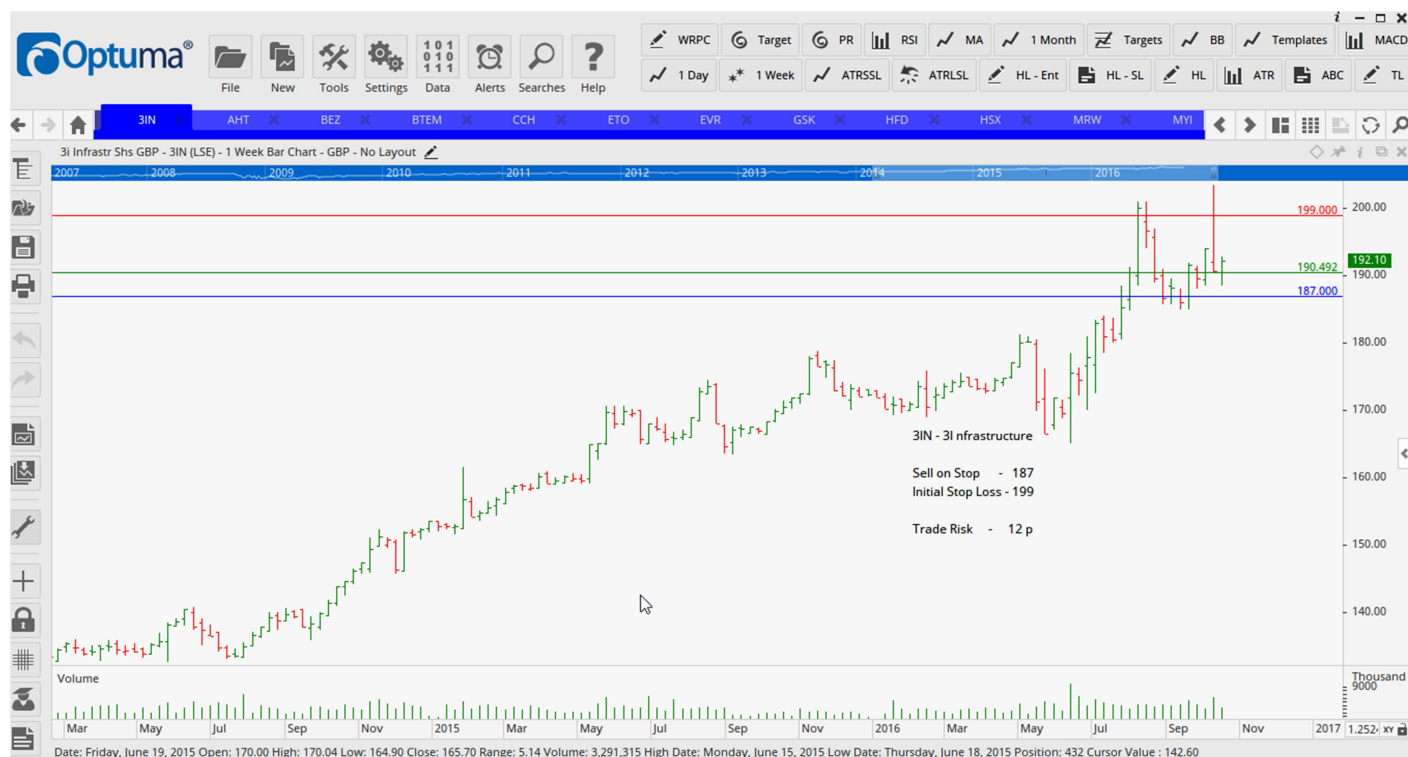 i
Optuma®
File
New
Tools
Settings
101
010
111
Data
Alerts
Searches
?
Help
WRPC
Target
PR
RSI
MA
1 Month
Targets
BB
Templates
MACD
1 Day
1 Week
ATRSSL
ATRLSL
HL - Ent
HL - SL
HL
ATR
ABC
TL
3IN
AHT
BEZ
BTEM
CCH
ETO
EVR
GSK
HFD
HSX
MRW
MYI
3i Infrastr Shs GBP - 3IN (LSE) - 1 Week Bar Chart - GBP - No Layout
i
2007 2008 2009 2010 2011 2012 2013 2014 2015 2016
199.000
190.492
187.000
200.00
192.10
190.00
180.00
170.00
160.00
150.00
140.00
3IN - 3I nfrastructure
Sell on Stop - 187
Initial Stop Loss - 199
Trade Risk - 12 p
Volume
Thousand
9000
Mar May Jul Sep Nov 2015 Mar May Jul Sep Nov 2016 Mar May Jul Sep Nov 2017
1.252 XY
Date: Friday, June 19, 2015 Open: 170.00 High: 170.04 Low: 164.90 Close: 165.70 Range: 5.14 Volume: 3,291,315 High Date: Monday, June 15, 2015 Low Date: Thursday, June 18, 2015 Position: 432 Cursor Value : 142.60